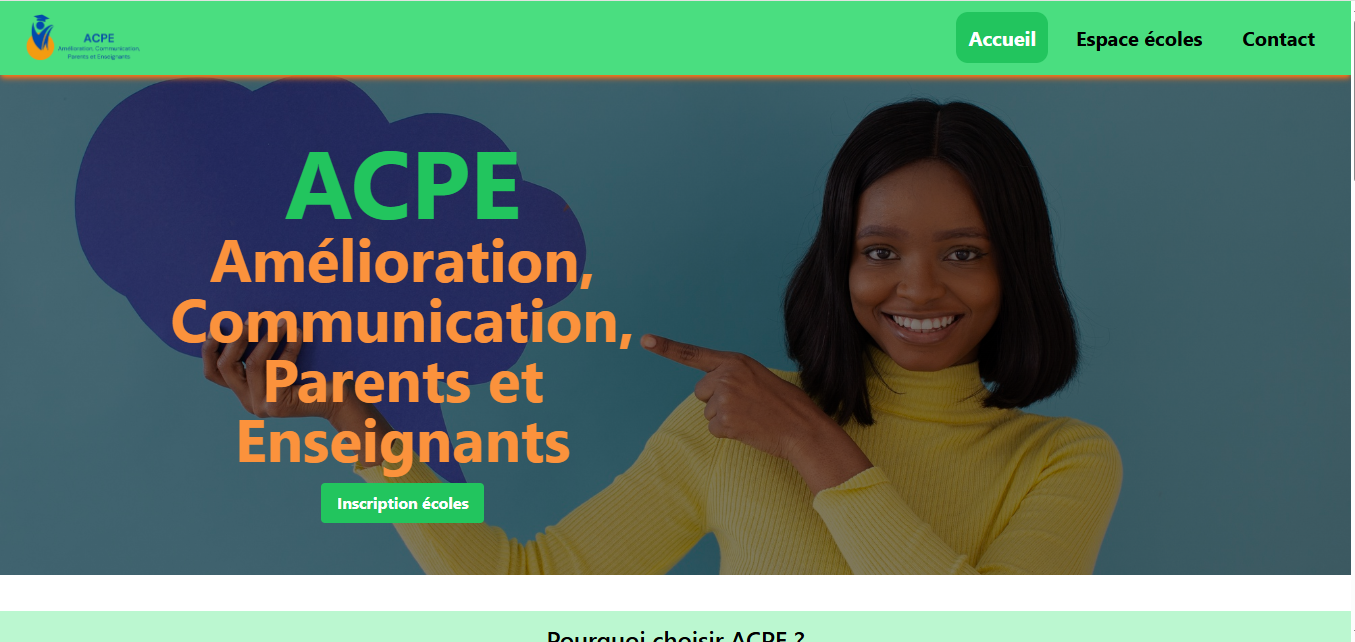 ACPE
Amélioration, Communication,
Parents et Enseignants
Accueil
Espace écoles
Contact
ACPE
Amélioration,
Communication,
Parents et
Enseignants
Inscription écoles
Pourquoi choisir ACPE ?